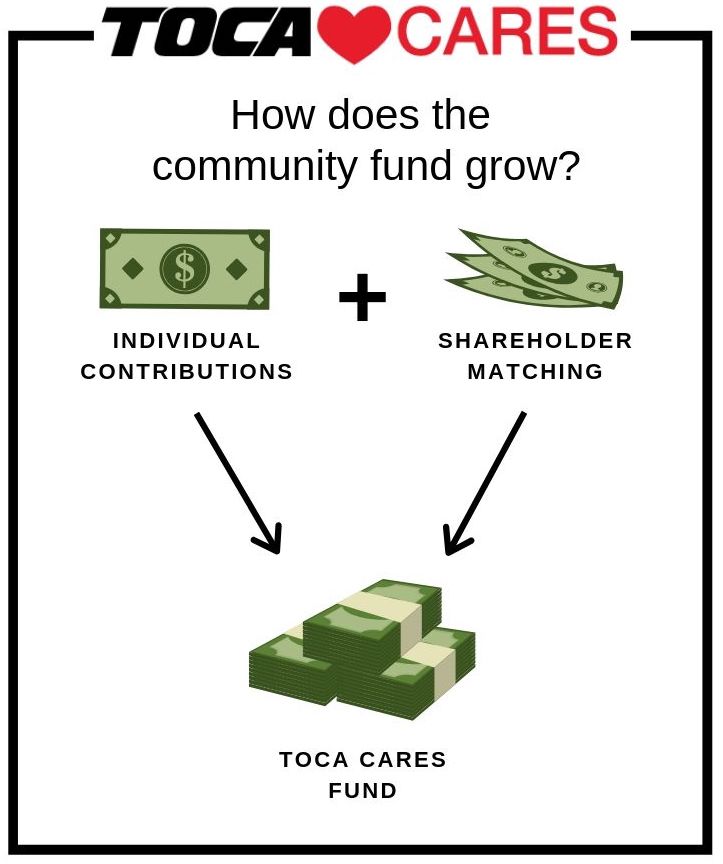 TOCA CARES
How does the
community fund grow?
$
$
+
INDIVIDUAL
CONTRIBUTIONS
SHAREHOLDER
MATCHING
TOCA CARES
FUND